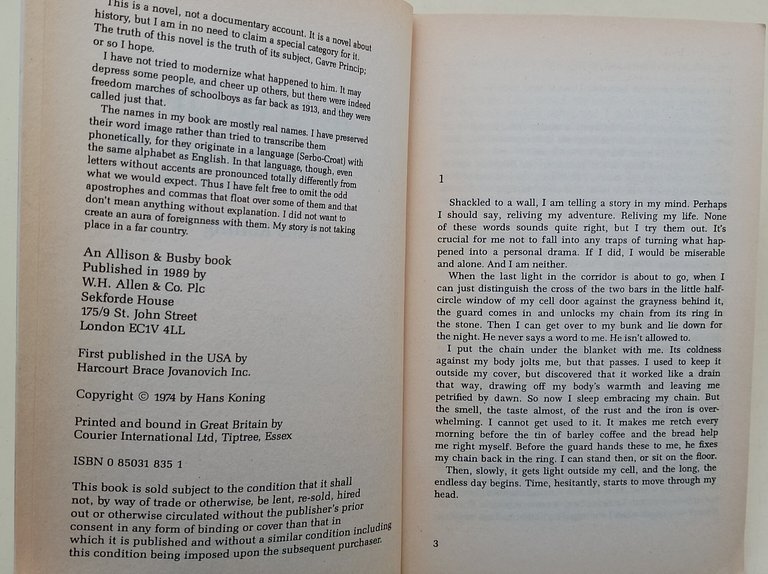 This is a novel, not a documentary account. It is a novel about
history, but I am in no need to claim a special category for it.
The truth of this novel is the truth of its subject, Gavre Princip;
or so I hope.
I have not tried to modernize what happened to him. It may
depress some people, and cheer up others, but there were indeed
freedom marches of schoolboys as far back as 1913, and they were
called just that.
The names in my book are mostly real names. I have preserved
their word image rather than tried to transcribe them
phonetically, for they originate in a language (Serbo-Croat) with
the same alphabet as English. In that language, though, even
letters without accents are pronounced totally differently from
what we would expect. Thus I have felt free to omit the odd
apostrophes and commas that float over some of them and that
don't mean anything without explanation. I did not want to
create an aura of foreignness with them. My story is not taking
place in a far country.
An Allison & Busby book
Published in 1989 by
W.H. Allen & Co. Plc
Sekforde House
175/9 St. John Street
London EC1V 4LL
First published in the USA by
Harcourt Brace Jovanovich Inc.
Copyright © 1974 by Hans Koning
Printed and bound in Great Britain by
Courier International Ltd, Tiptree, Essex
ISBN 0 85031 835 1
This book is sold subject to the condition that it shall
not, by way of trade or otherwise, be lent, re-sold, hired
out or otherwise circulated without the publisher's prior
consent in any form of binding or cover than that in
which it is published and without a similar condition including
this condition being imposed upon the subsequent purchaser.
1
Shackled to a wall, I am telling a story in my mind. Perhaps
I should say, reliving my adventure. Reliving my life. None
of these words sounds quite right, but I try them out. It's
crucial for me not to fall into any traps of turning what hap-
pened into a personal drama. If I did, I would be miserable
and alone. And I am neither.
When the last light in the corridor is about to go, when I
can just distinguish the cross of the two bars in the little half-
circle window of my cell door against the grayness behind it,
the guard comes in and unlocks my chain from its ring in
the stone. Then I can get over to my bunk and lie down for
the night. He never says a word to me. He isn't allowed to.
I put the chain under the blanket with me. Its coldness
against my body jolts me, but that passes. I used to keep it
outside my cover, but discovered that it worked like a drain
that way, drawing off my body's warmth and leaving me
petrified by dawn. So now I sleep embracing my chain. But
the smell, the taste almost, of the rust and the iron is over-
whelming. I cannot get used to it. It makes me retch every
morning before the tin of barley coffee and the bread help
me right myself. Before the guard hands these to me, he fixes
my chain back in the ring. I can stand then, or sit on the floor.
Then, slowly, it gets light outside my cell, and the long, the
endless day begins. Time, hesitantly, starts to move through my
head.
3